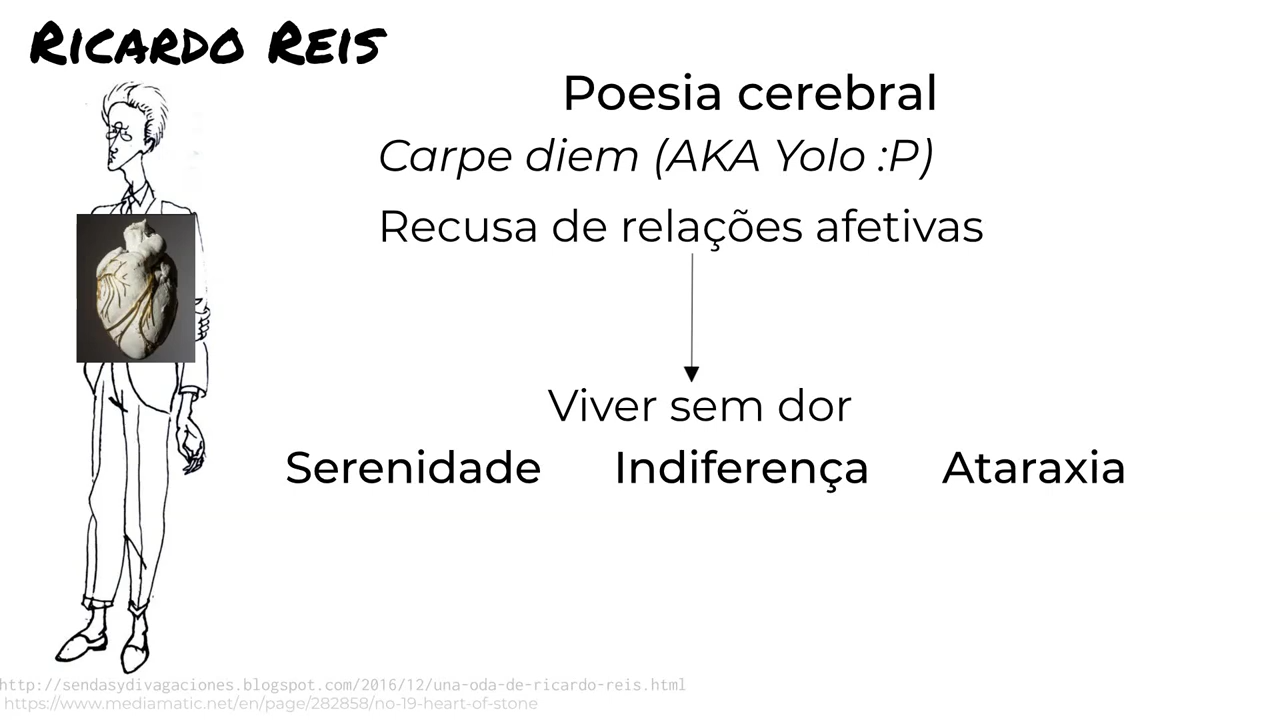 Ricardo Reis
Poesia cerebral
Carpe diem (AKA Yolo :P)
Recusa de relações afetivas
Viver sem dor
Serenidade Indiferença Ataraxia
http://sendasydivagaciones.blogspot.com/2016/12/una-oda-de-ricardo-reis.html
https://www.mediamatic.net/en/page/282858/no-19-heart-of-stone